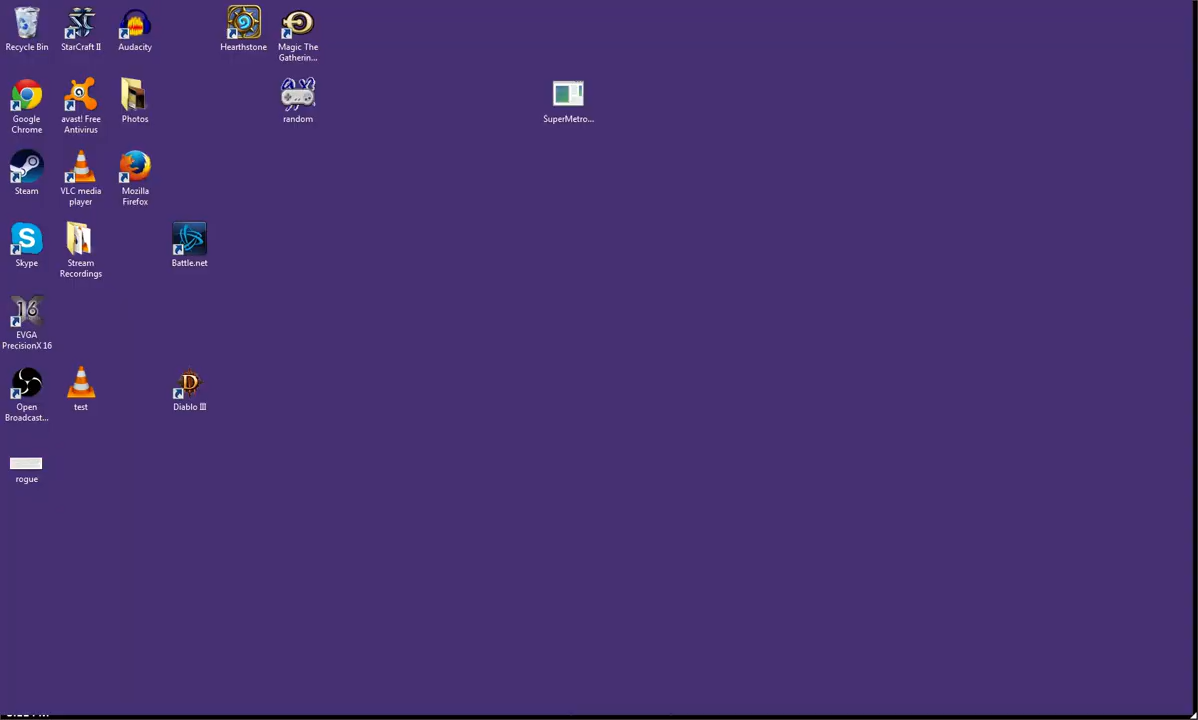 Recycle Bin
StarCraft II
Audacity
Hearthstone
Magic The
Gatherin...
Google
Chrome
avast! Free
Antivirus
Photos
random
SuperMetro...
Steam
VLC media
player
Mozilla
Firefox
Skype
Stream
Recordings
Battle.net
16
EVGA
PrecisionX 16
Open
Broadcast...
test
Diablo III
rogue